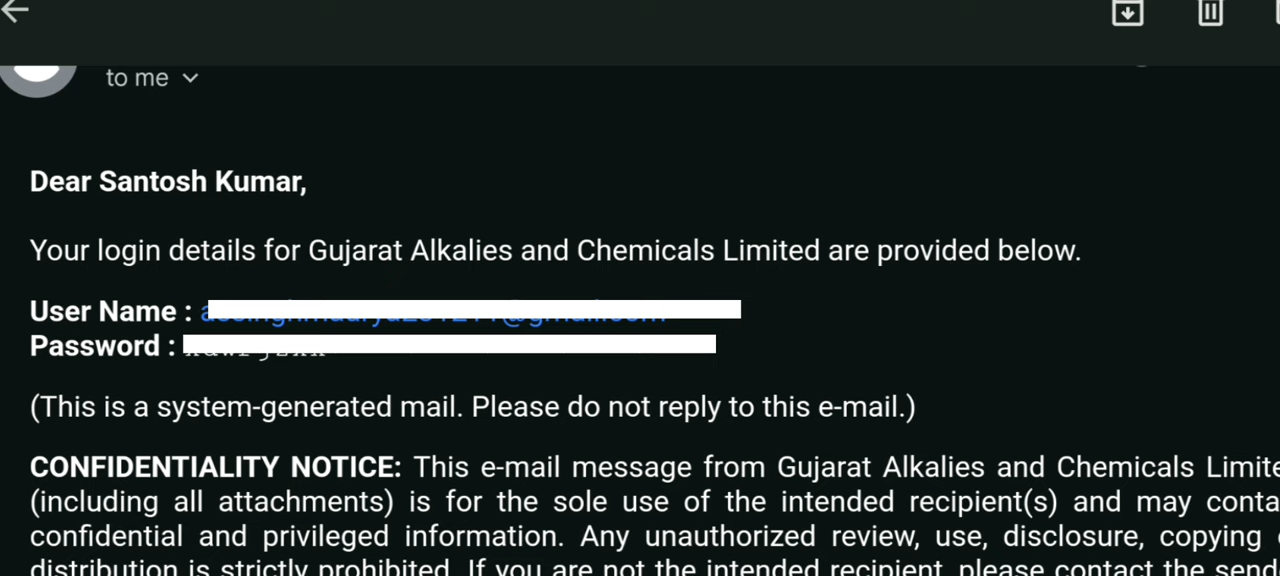 to me
Dear Santosh Kumar,
Your login details for Gujarat Alkalies and Chemicals Limited are provided below.
User Name :
Password :
(This is a system-generated mail. Please do not reply to this e-mail.)
CONFIDENTIALITY NOTICE: This e-mail message from Gujarat Alkalies and Chemicals Limite
(including all attachments) is for the sole use of the intended recipient(s) and may conta
confidential and privileged information. Any unauthorized review, use, disclosure, copying
distribution is strictly prohibited. If you are not the intended recipient, please contact the send